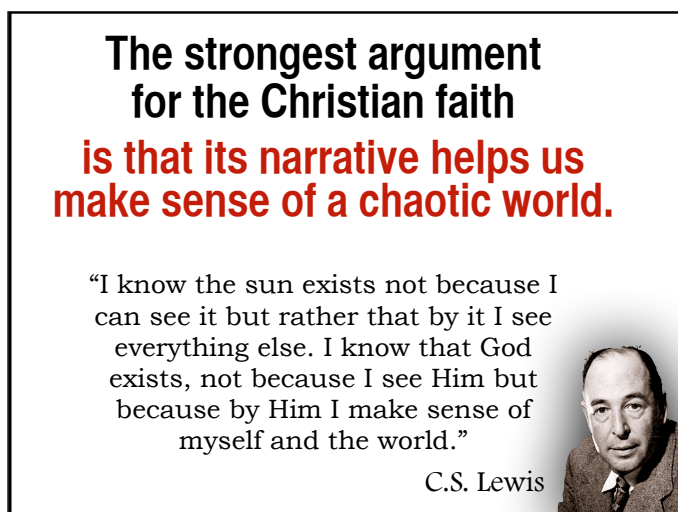 The strongest argument
for the Christian faith
is that its narrative helps us
make sense of a chaotic world.
“I know the sun exists not because I
can see it but rather that by it I see
everything else. I know that God
exists, not because I see Him but
because by Him I make sense of
myself and the world.”
C.S. Lewis